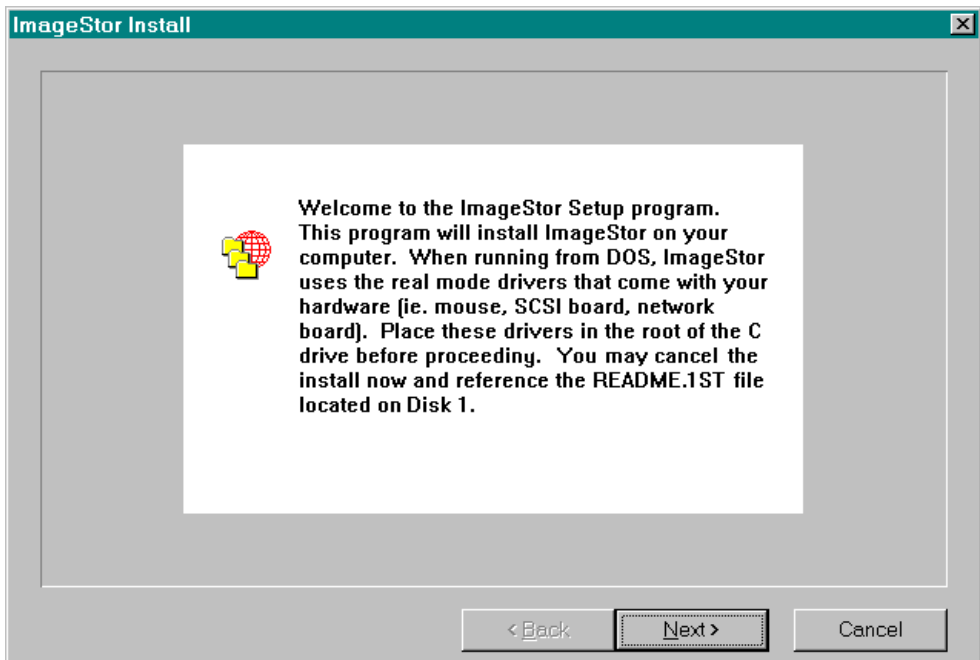 ImageStor Install
Welcome to the ImageStor Setup program.
This program will install ImageStor on your
computer.  When running from DOS, ImageStor
uses the real mode drivers that come with your
hardware (ie. mouse, SCSI board, network
board).  Place these drivers in the root of the C
drive before proceediny.  You may cancel the
install now and reference the README.1ST file
located on Disk 1.
< Back
Next >
Cancel